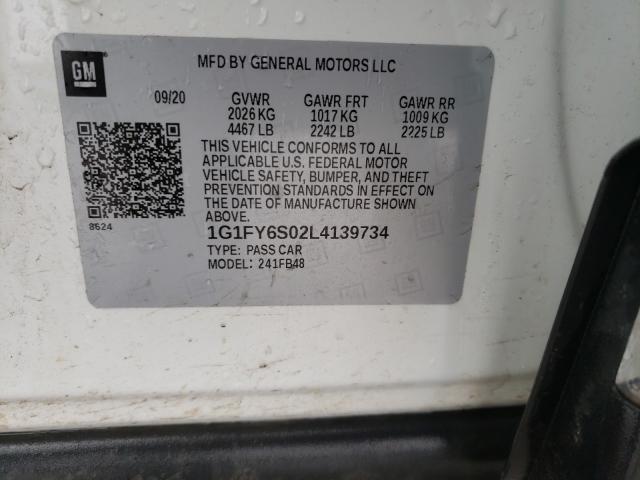 GM
MFD BY GENERAL MOTORS LLC
09/20 GVWR GAWR FRT GAWR RR
2026 KG 1017 KG 1009 KG
4467 LB 2242 LB 2225 LB
THIS VEHICLE CONFORMS TO ALL
APPLICABLE U.S. FEDERAL MOTOR
VEHICLE SAFETY, BUMPER, AND THEFT
PREVENTION STANDARDS IN EFFECT ON
THE DATE OF MANUFACTURE SHOWN
ABOVE.
8624
1G1FY6S02L4139734
TYPE: PASS CAR
MODEL: 241FB48